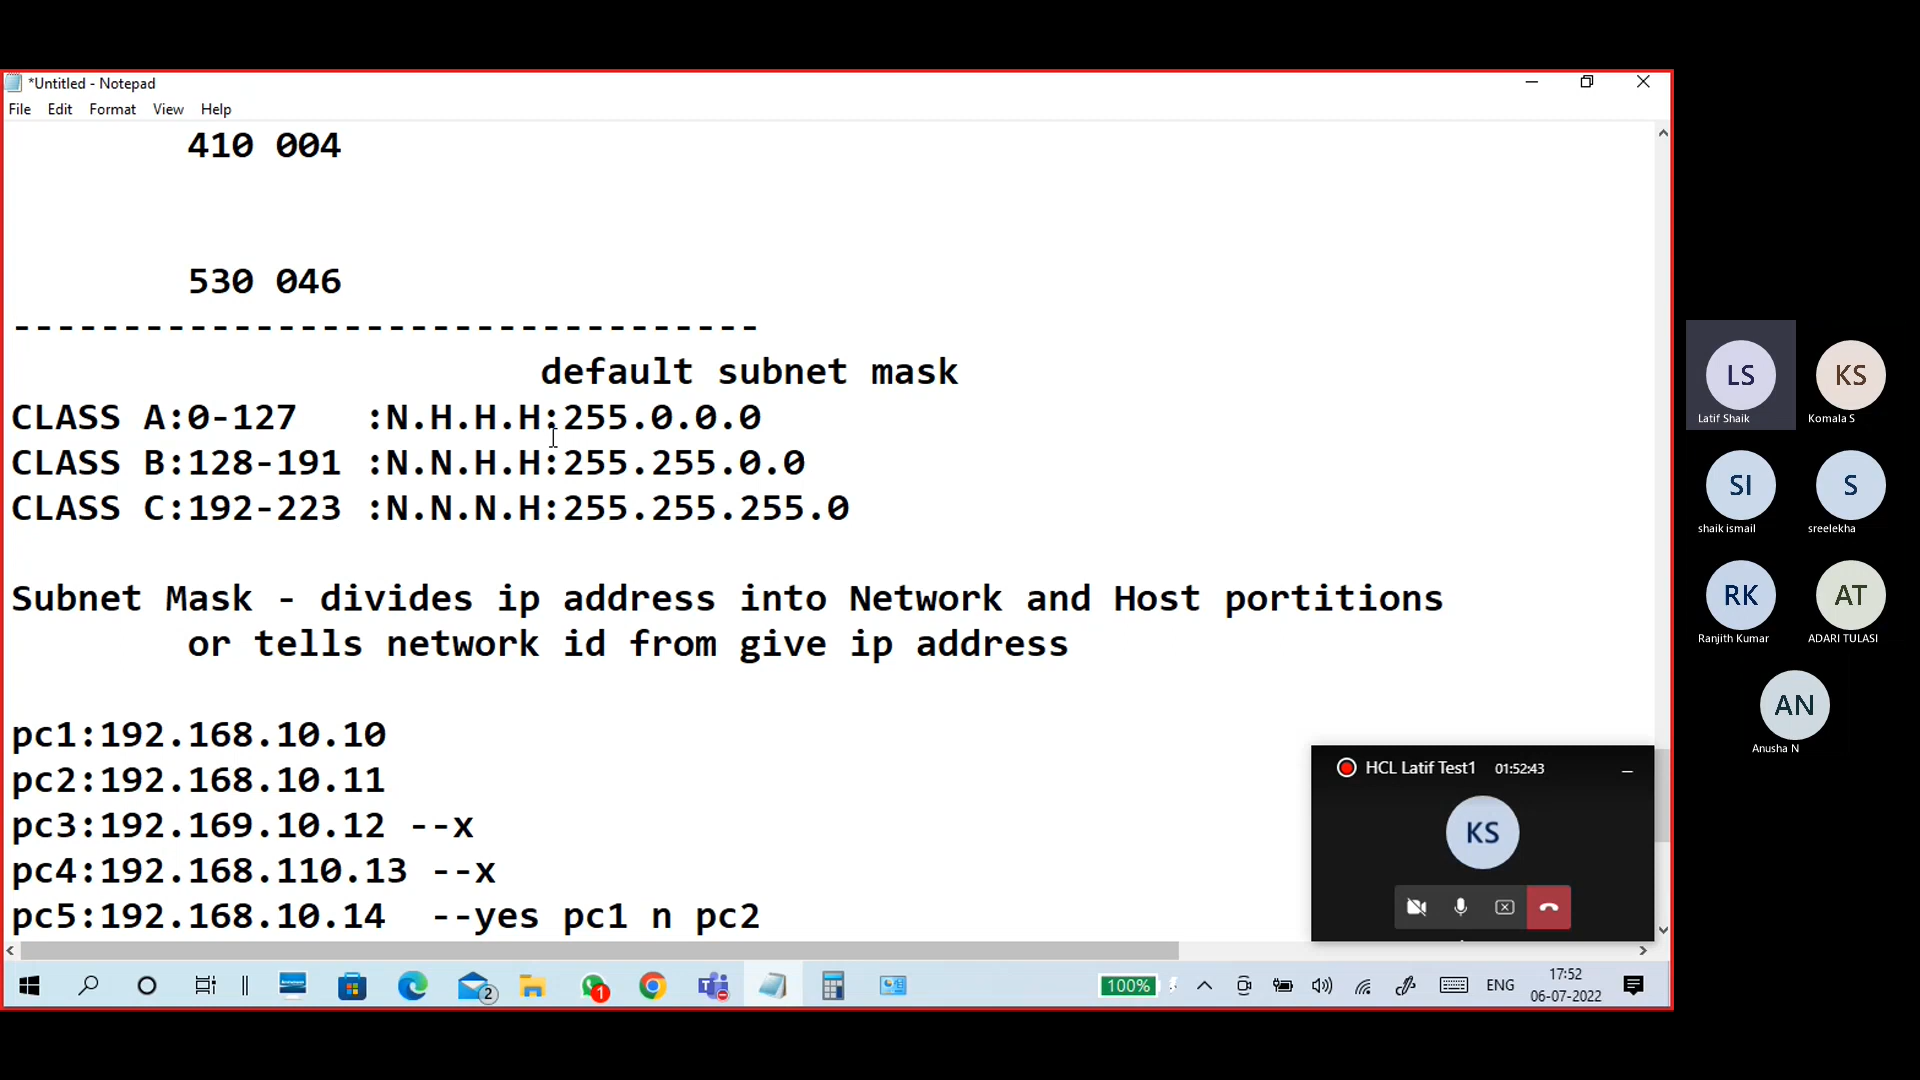 *Untitled - Notepad
File Edit Format View Help
410 004
530 046
----------------------------------
default subnet mask
CLASS A:0-127 :N.H.H.H:255.0.0.0
CLASS B:128-191 :N.N.H.H:255.255.0.0
CLASS C:192-223 :N.N.N.H:255.255.255.0
Subnet Mask - divides ip address into Network and Host portitions
or tells network id from give ip address
pc1:192.168.10.10
pc2:192.168.10.11
pc3:192.169.10.12 --x
pc4:192.168.110.13 --x
pc5:192.168.10.14 --yes pc1 n pc2
HCL Latif Test1 01:52:43
KS
2
1
100%
ENG
17:52
06-07-2022
LS
Latif Shaik
KS
Komala S
SI
shaik ismail
S
sreelekha
RK
Ranjith Kumar
AT
ADARI TULASI
AN
Anusha N